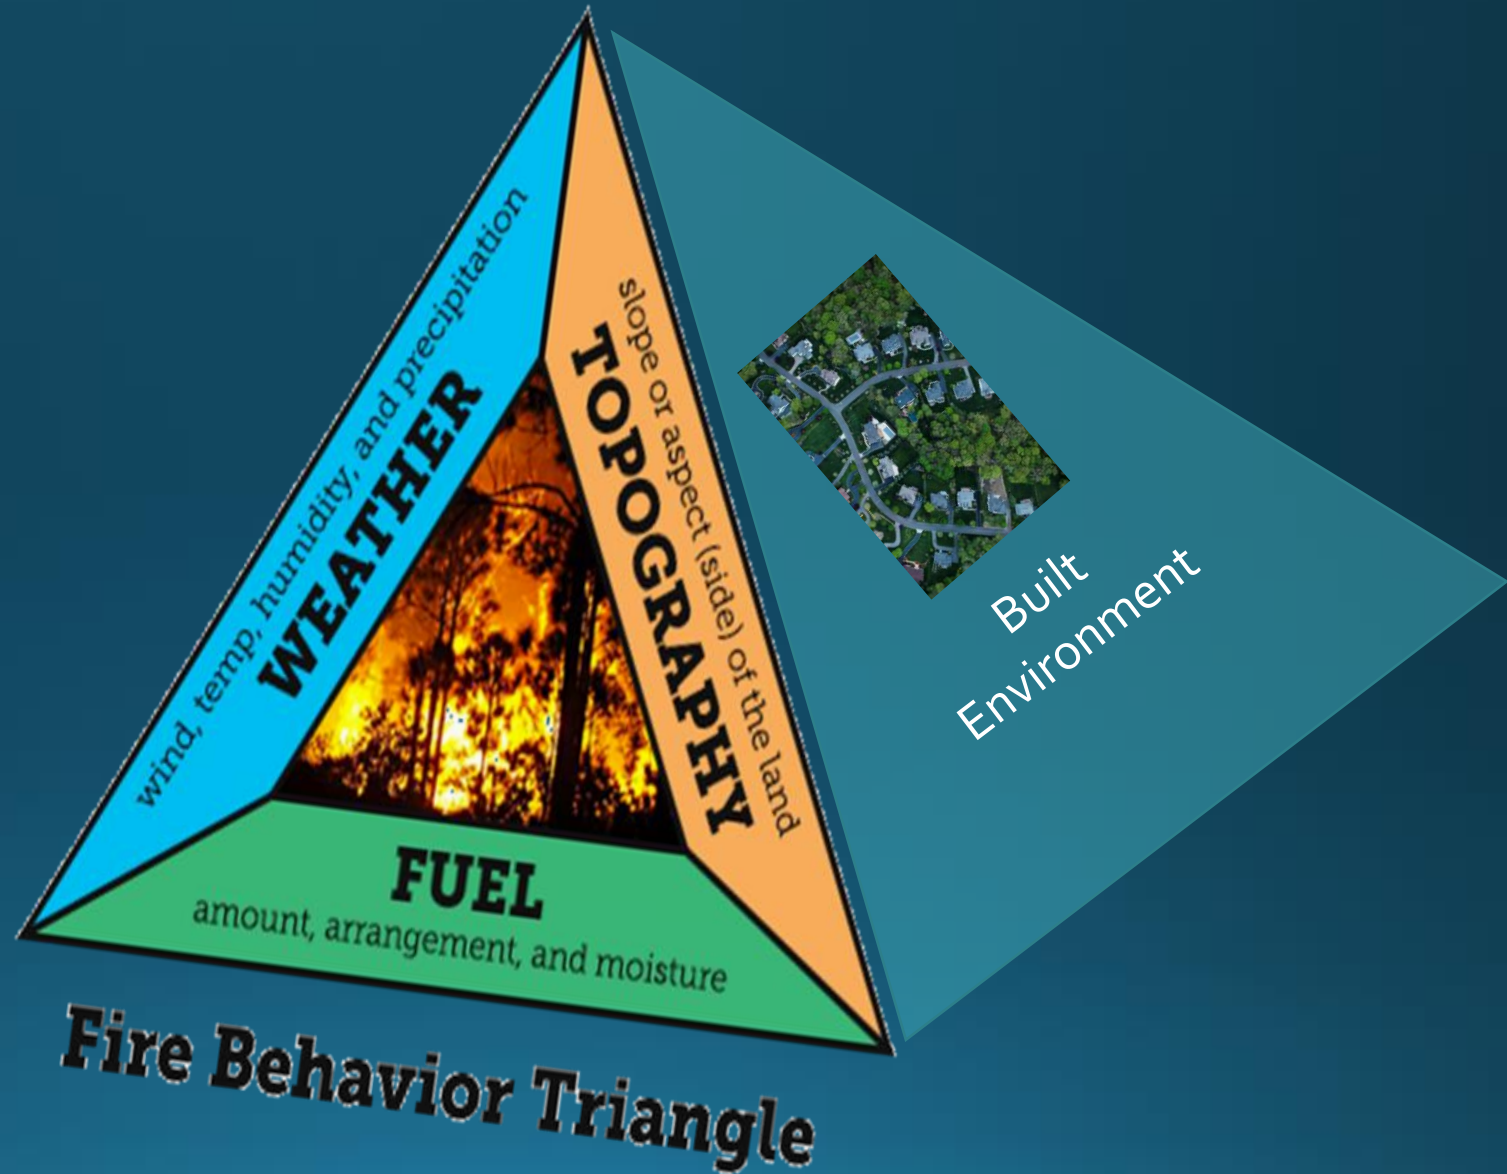 wind, temp, humidity, and precipitation
WEATHER
slope or aspect (side) of the land
TOPOGRAPHY
FUEL
amount, arrangement, and moisture
Fire Behavior Triangle
Built
Environment